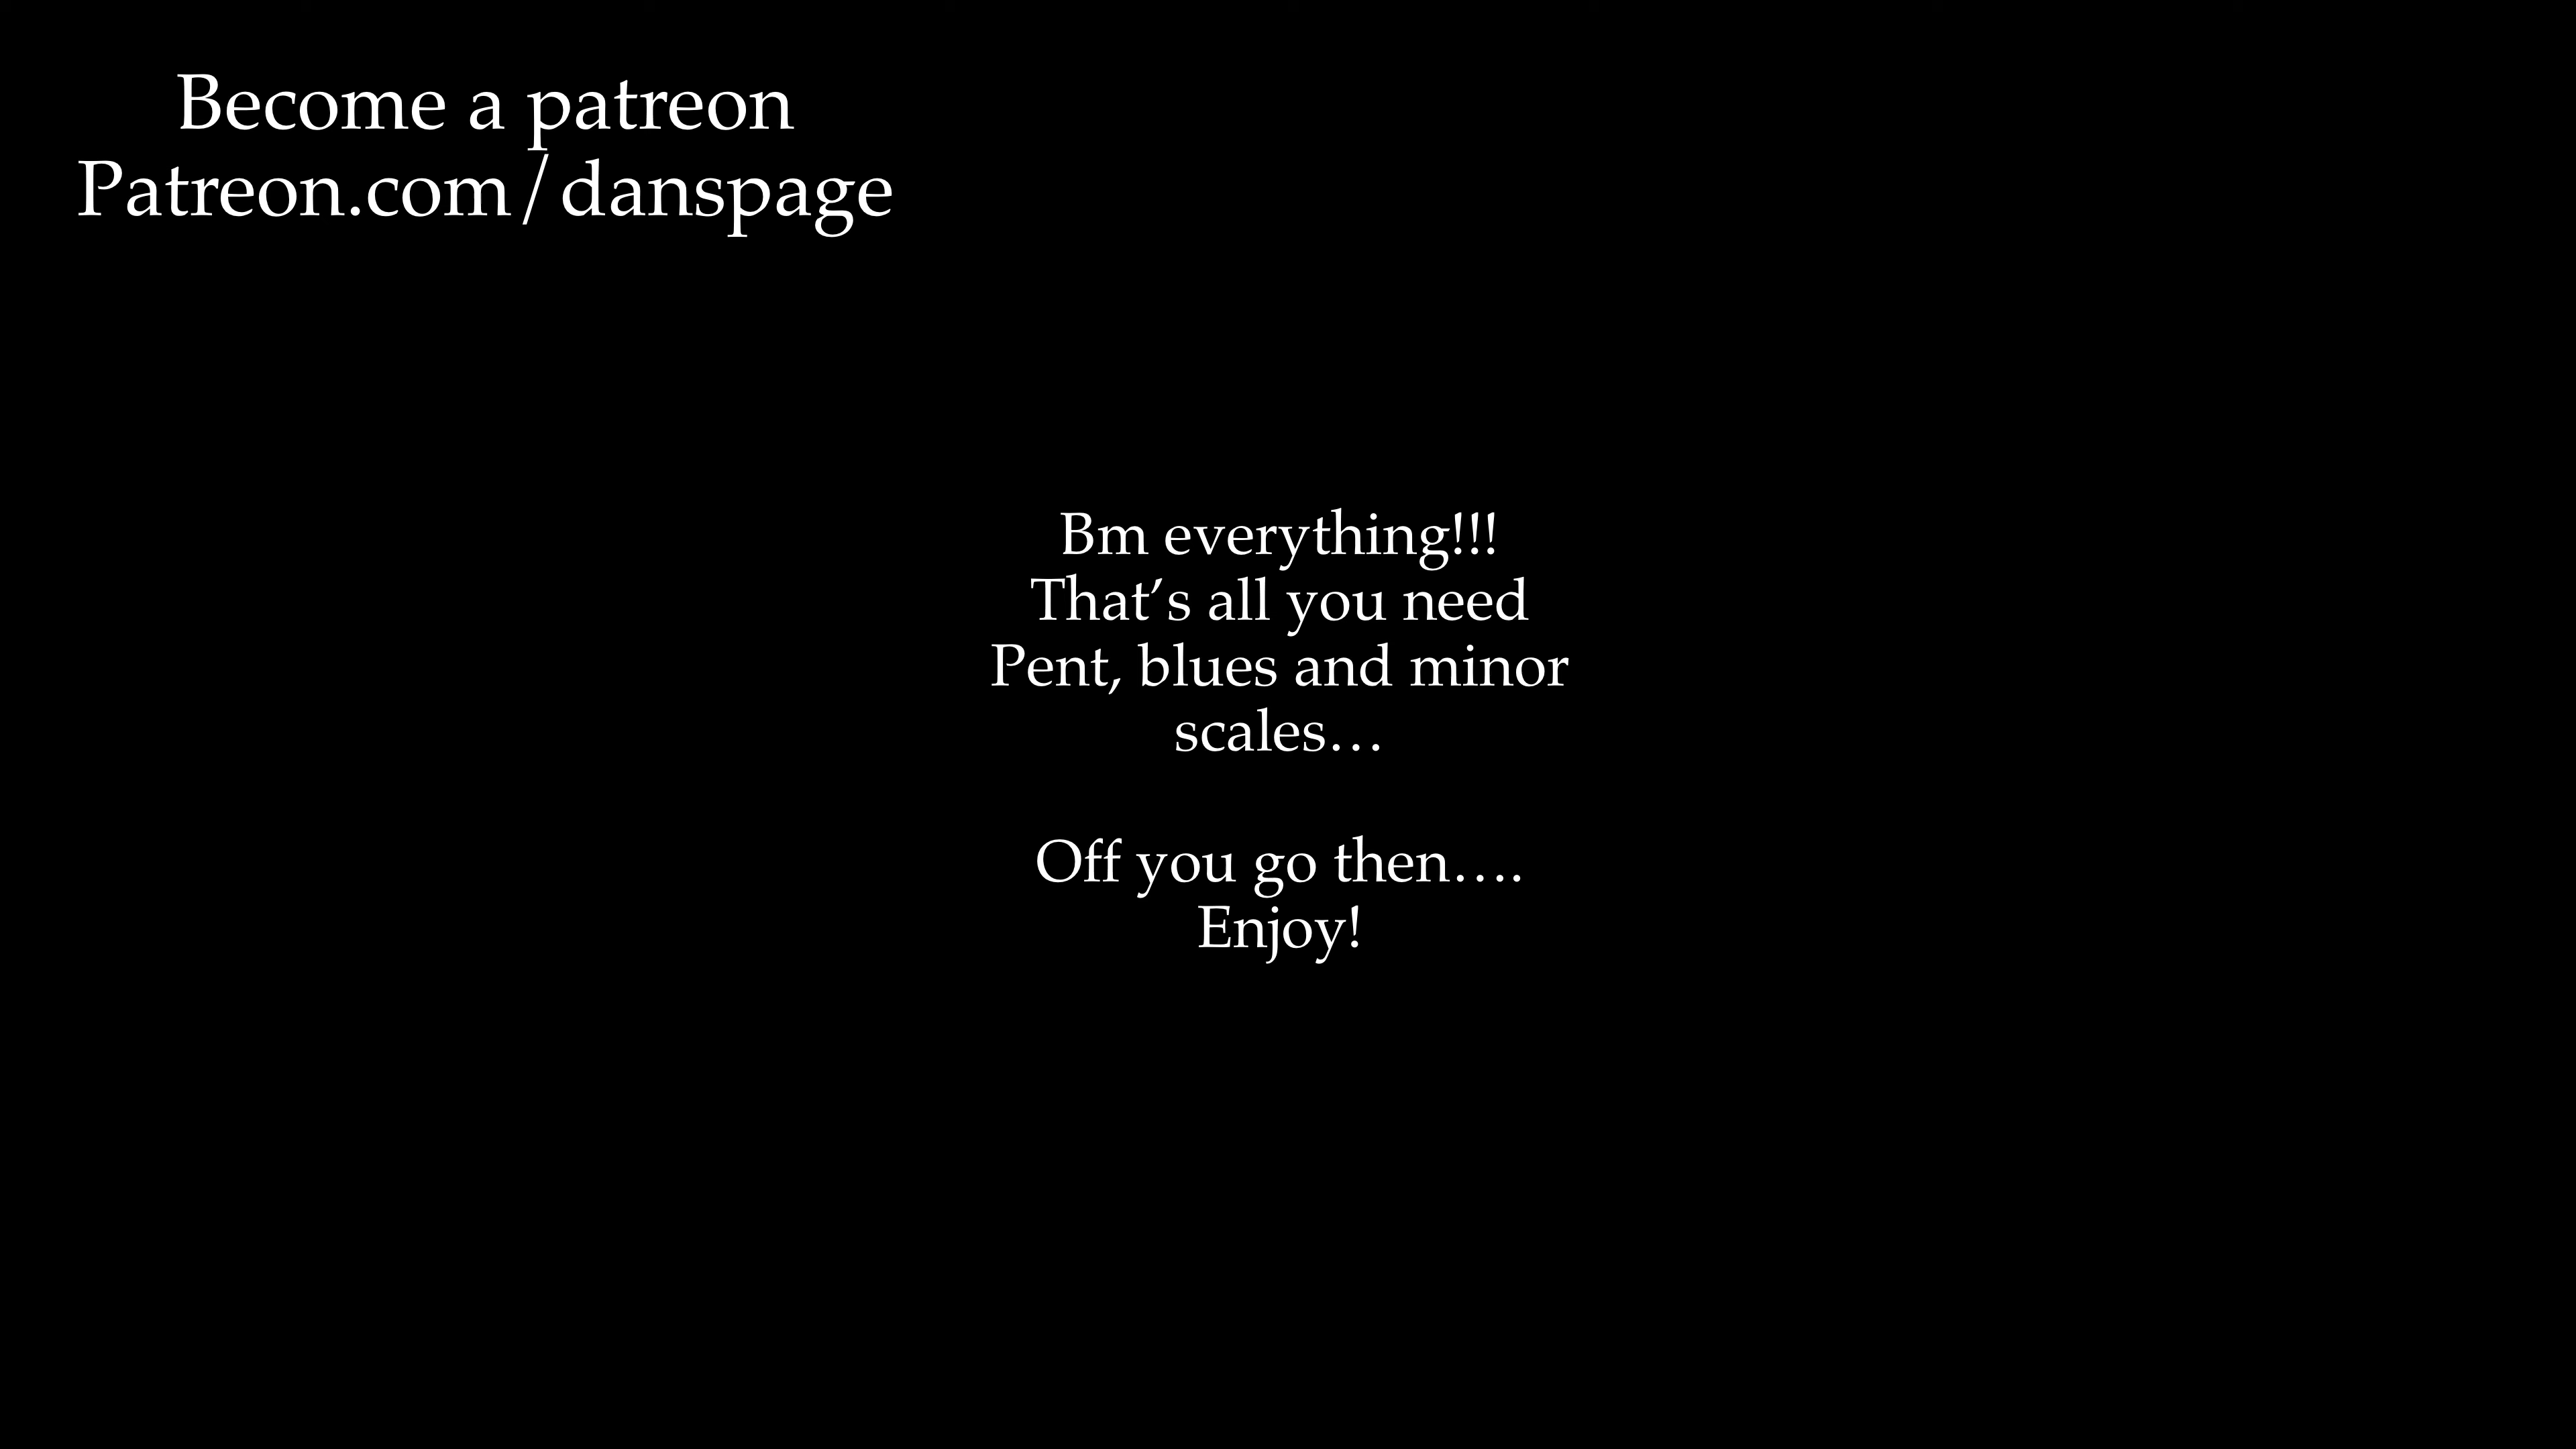 Become a patreon
Patreon.com/danspage
Bm everything!!!
That’s all you need
Pent, blues and minor
scales…
Off you go then….
Enjoy!